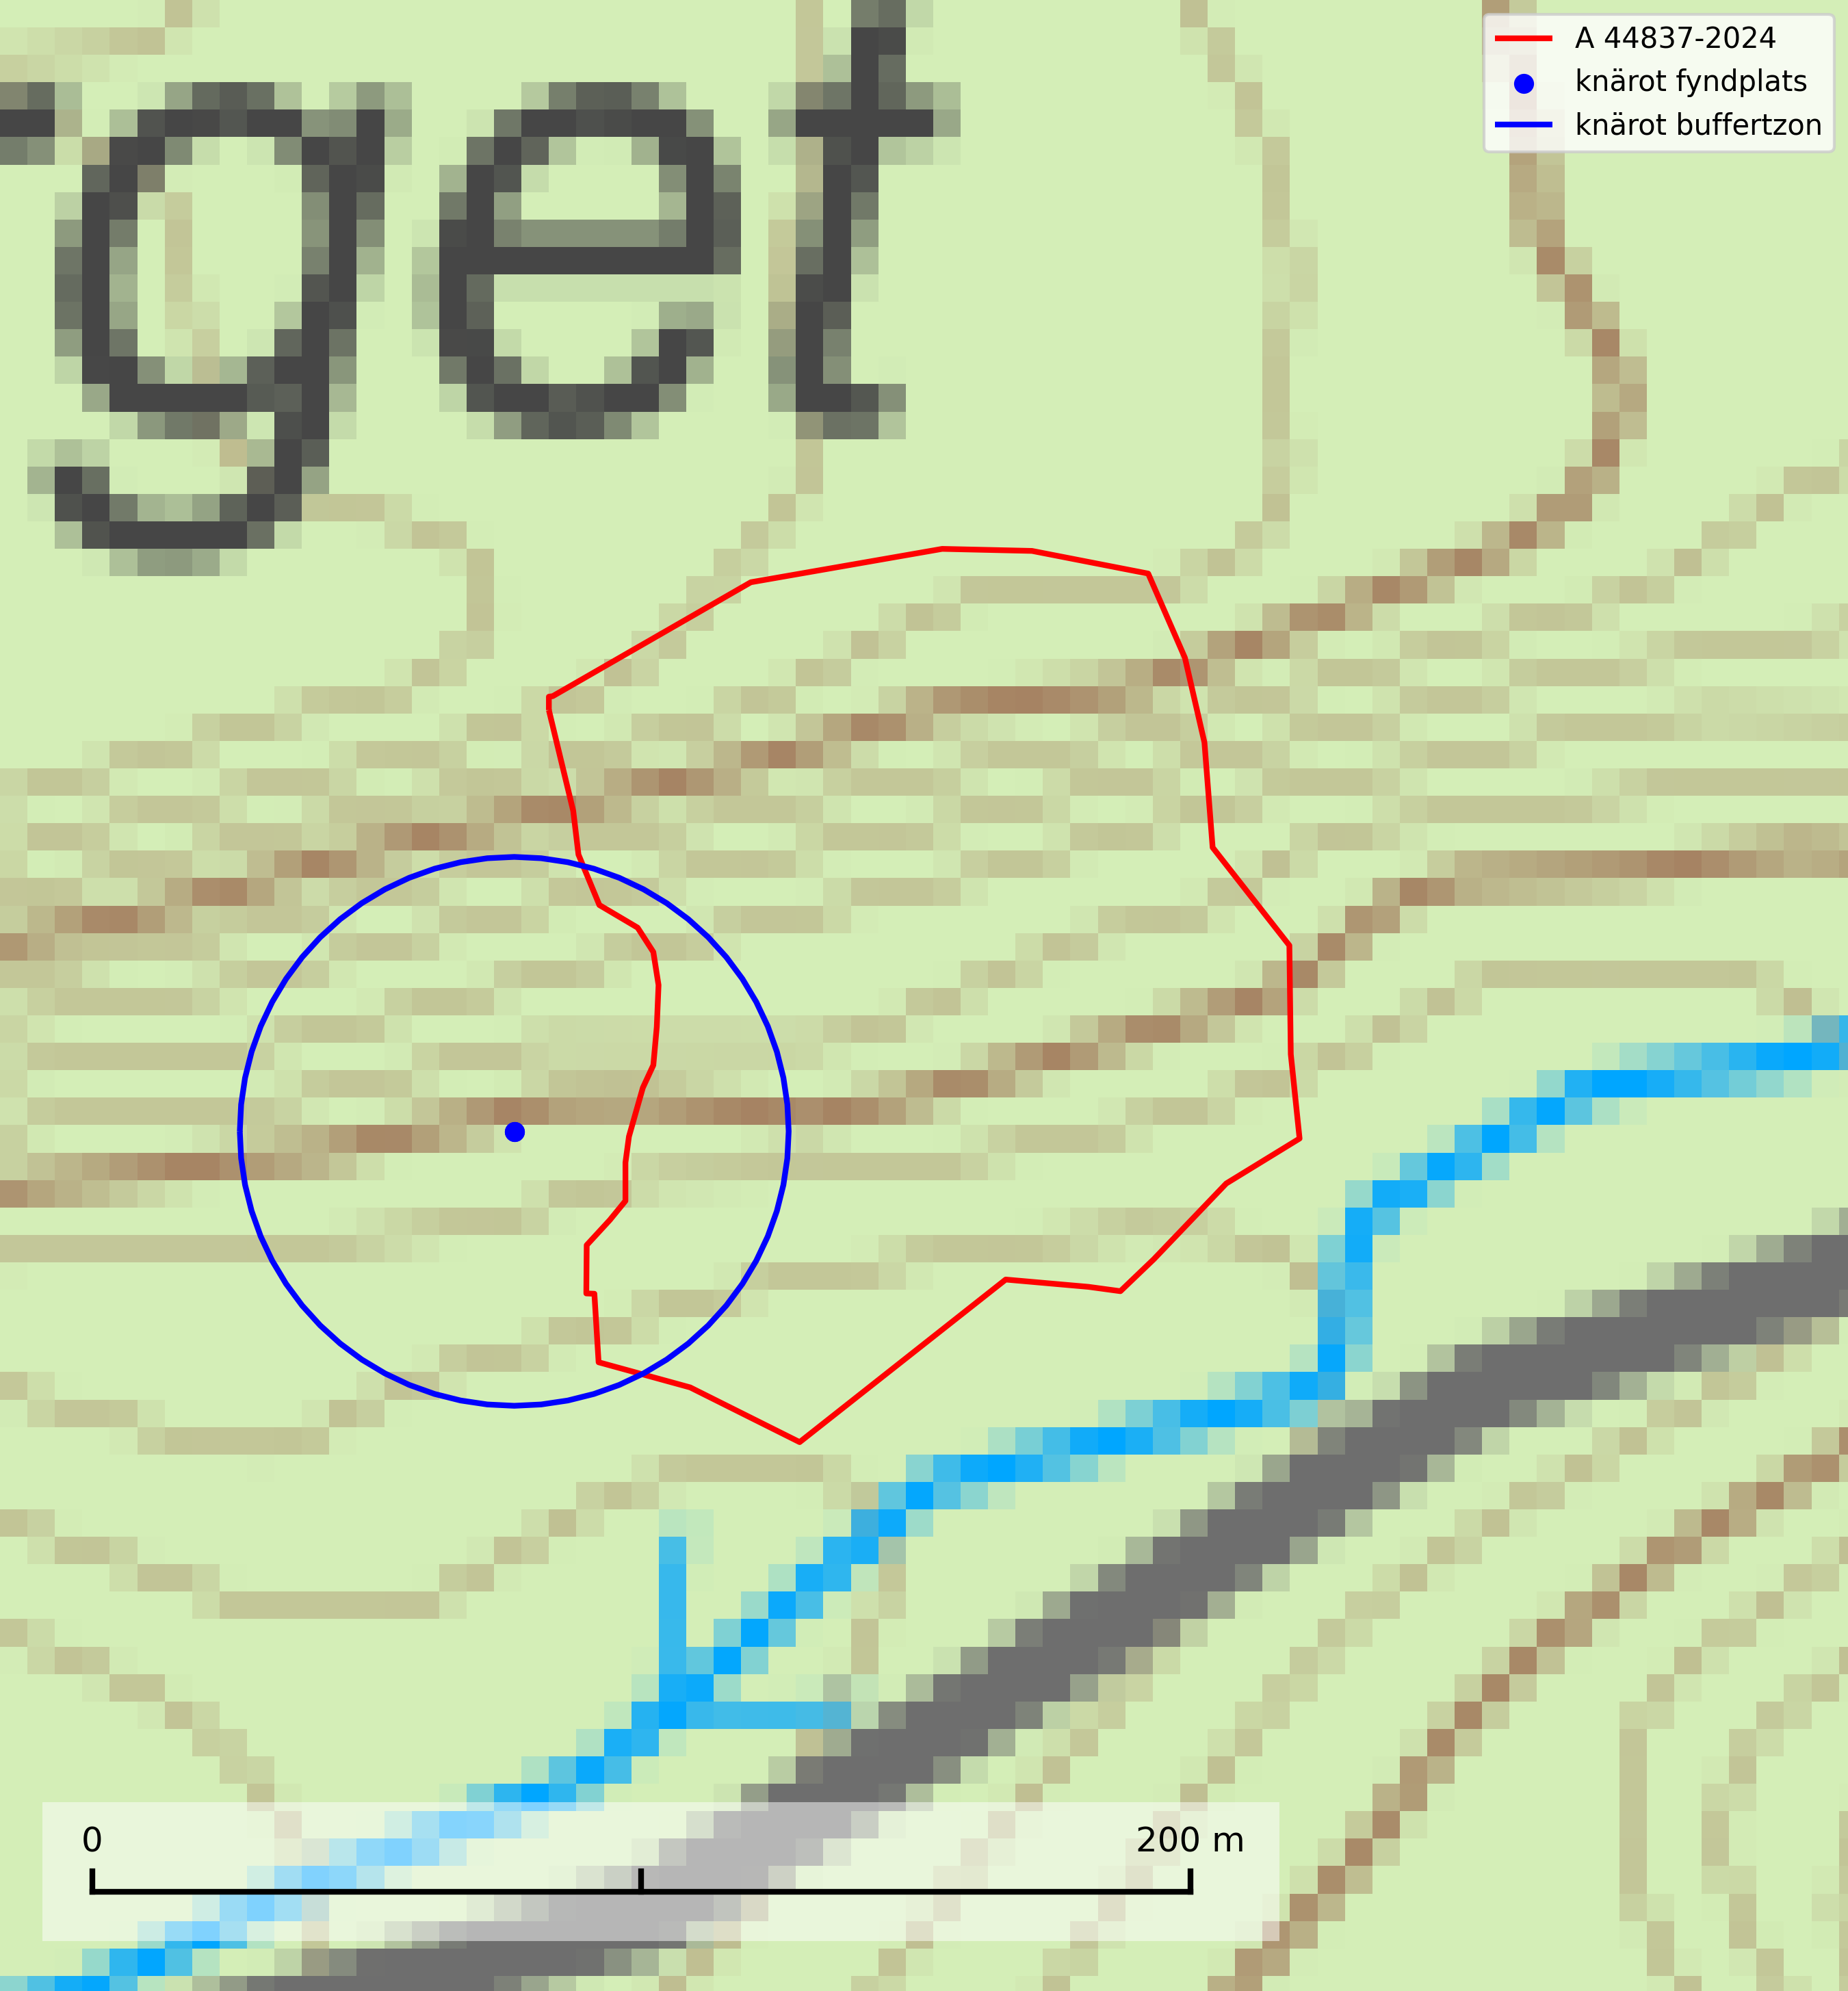 get
A 44837-2024
knärot fyndplats
knärot buffertzon
0
200 m